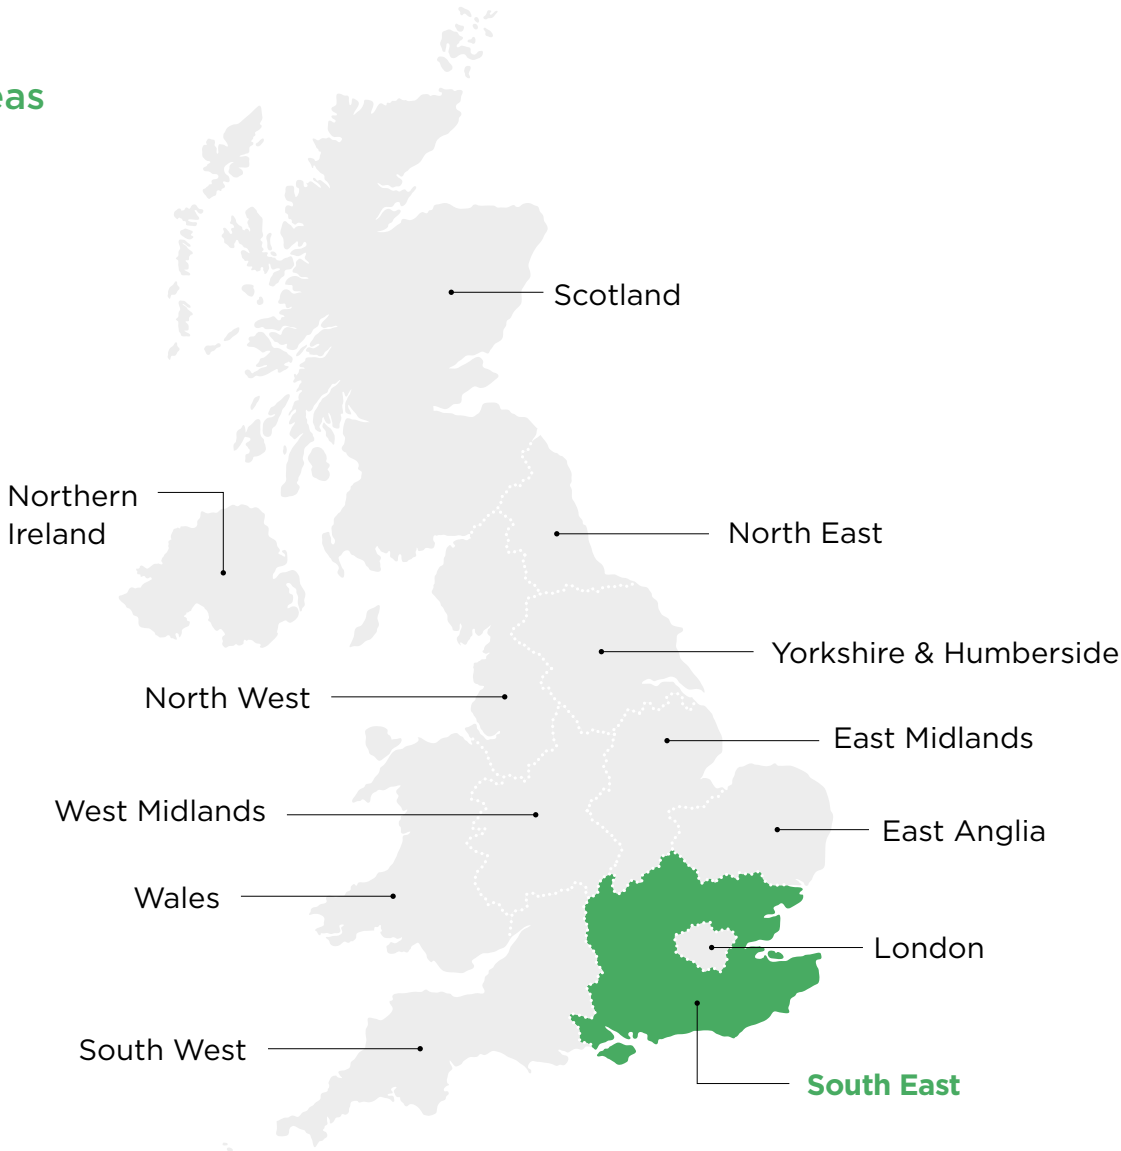 Scotland
Northern
Ireland
North East
Yorkshire & Humberside
North West
East Midlands
West Midlands
East Anglia
Wales
London
South West
South East